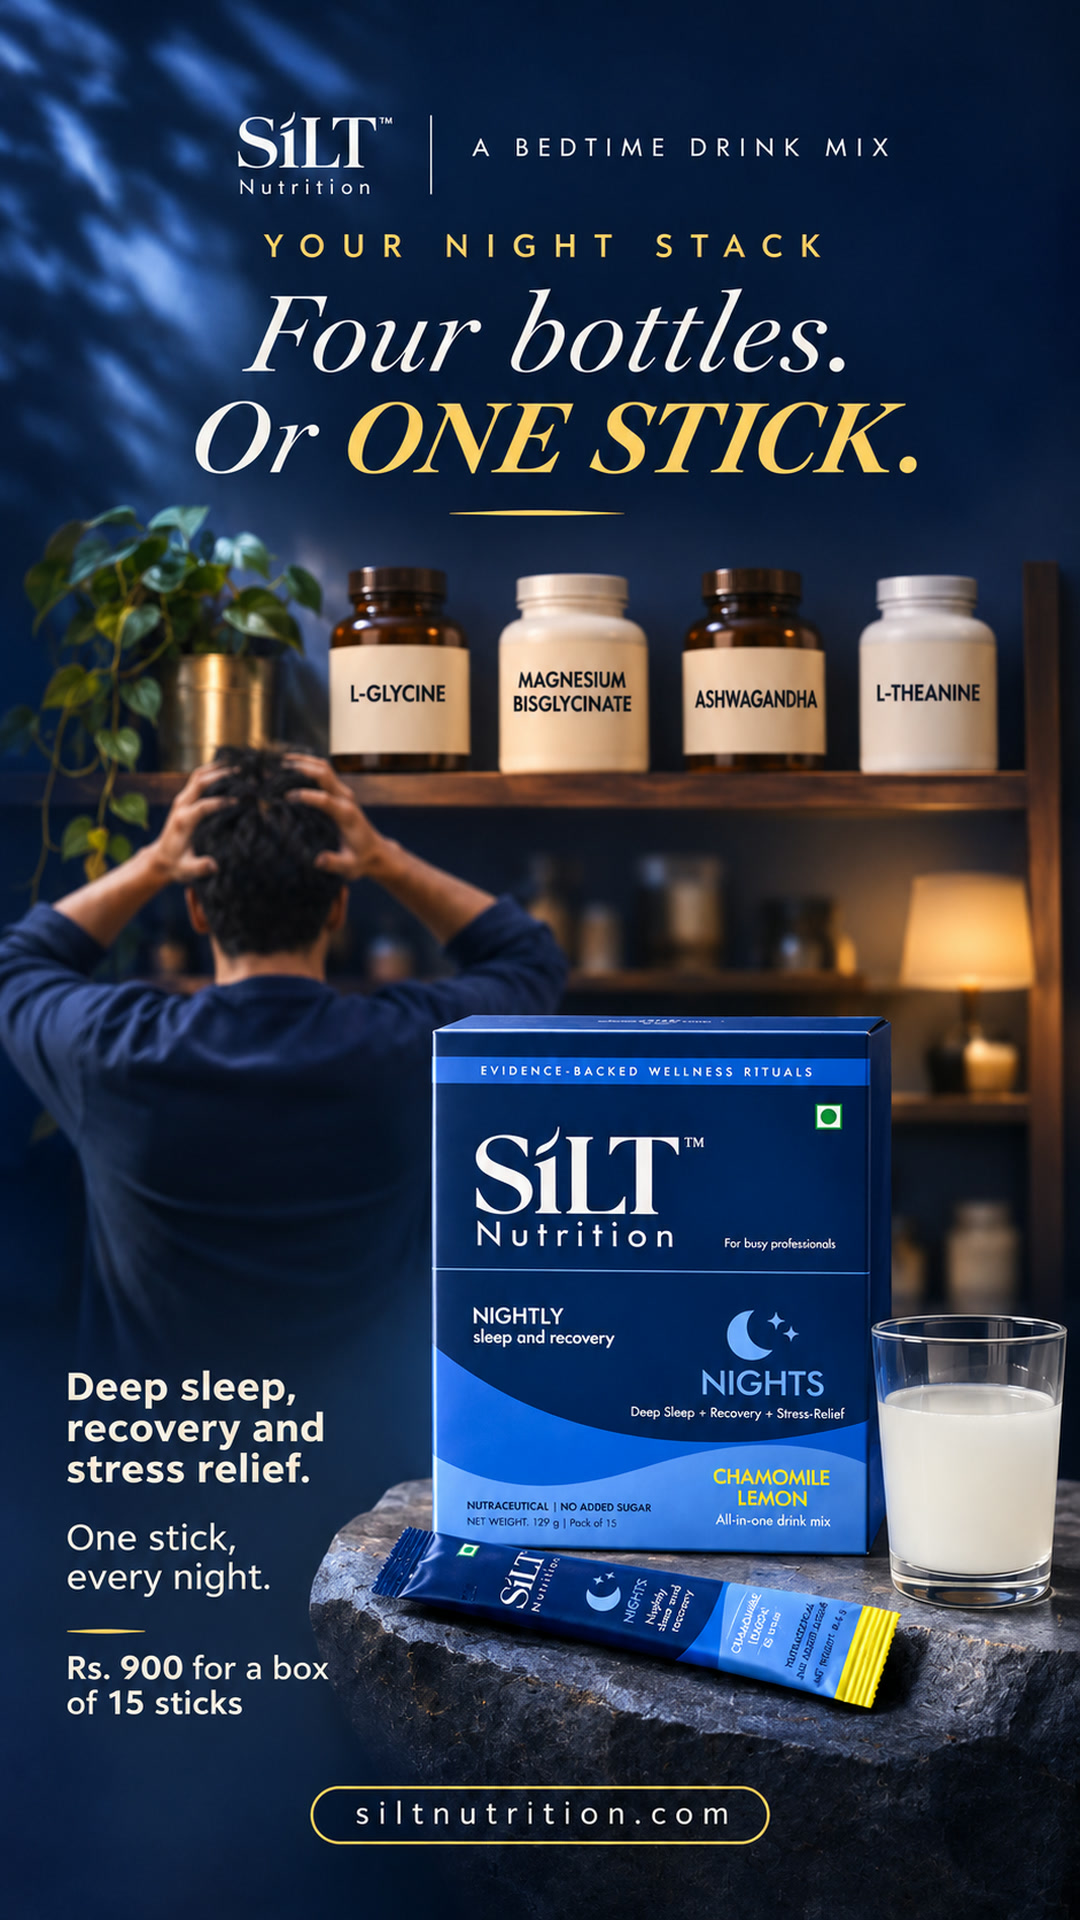 SiLT™
Nutrition
A BEDTIME DRINK MIX
YOUR NIGHT STACK
Four bottles.
Or ONE STICK.
L-GLYCINE
MAGNESIUM
BISGLYCINATE
ASHWAGANDHA
L-THEANINE
EVIDENCE-BACKED WELLNESS RITUALS
SiLT™
Nutrition
For busy professionals
NIGHTLY
sleep and recovery
NIGHTS
Deep Sleep + Recovery + Stress-Relief
CHAMOMILE
LEMON
All-in-one drink mix
NUTRACEUTICAL | NO ADDED SUGAR
NET WEIGHT. 129 g | Pack of 15
SiLT
Nutrition
NIGHTS
Nightly
sleep and
recovery
Deep sleep,
recovery and
stress relief.
One stick,
every night.
Rs. 900 for a box
of 15 sticks
siltnutrition.com